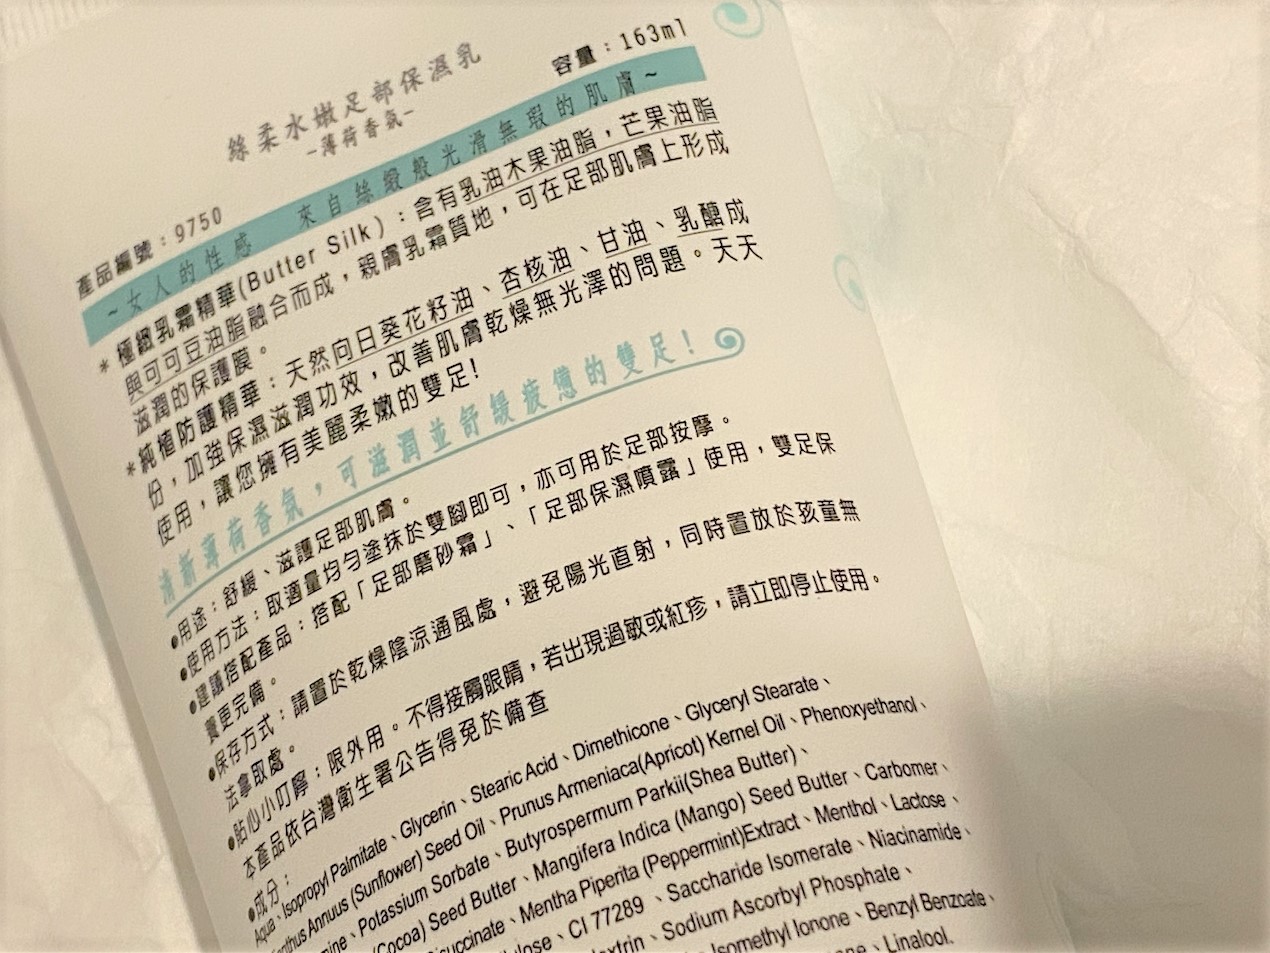 絲柔水嫩足部保濕乳
-薄荷香氛-
產品編號：9750
容量：163ml
~女人的性感 來自絲緞般光滑無瑕的肌膚~
*極緻乳霜精華(Butter Silk)：含有乳油木果油脂，芒果油脂
與可可豆油脂融合而成，親膚乳霜質地，可在足部肌膚上形成
滋潤的保護膜。
*純植防護精華：天然向日葵花籽油、杏核油、甘油、乳醣成
份，加強保濕滋潤功效，改善肌膚乾燥無光澤的問題。天天
使用，讓您擁有美麗柔嫩的雙足!
清新薄荷香氛，可滋潤並舒緩疲憊的雙足!
●用途：舒緩、滋護足部肌膚。
●使用方法：取適量均勻塗抹於雙腳即可，亦可用於足部按摩。
●建議搭配產品：搭配「足部磨砂霜」、「足部保濕噴露」使用，雙足保
養更完備。
●保存方式：請置於乾燥陰涼通風處，避免陽光直射，同時置放於孩童無
法拿取處。
●貼心小叮嚀：限外用。不得接觸眼睛，若出現過敏或紅疹，請立即停止使用。
本產品依台灣衛生署公告得免於備查
●成分：
Aqua、Isopropyl Palmitate、Glycerin、Stearic Acid、Dimethicone、Glyceryl Stearate、
Annuus (Sunflower) Seed Oil、Prunus Armeniaca(Apricot) Kernel Oil、Phenoxyethanol、
Potassium Sorbate、Butyrospermum Parkii(Shea Butter)、
(Cocoa) Seed Butter、Mangifera Indica (Mango) Seed Butter、Carbomer、
Mentha Piperita (Peppermint)Extract、Menthol、Lactose、
CI 77289、Saccharide Isomerate、Niacinamide、
Sodium Ascorbyl Phosphate、
Isomethyl Ionone、Benzyl Benzoate、
Linalool.